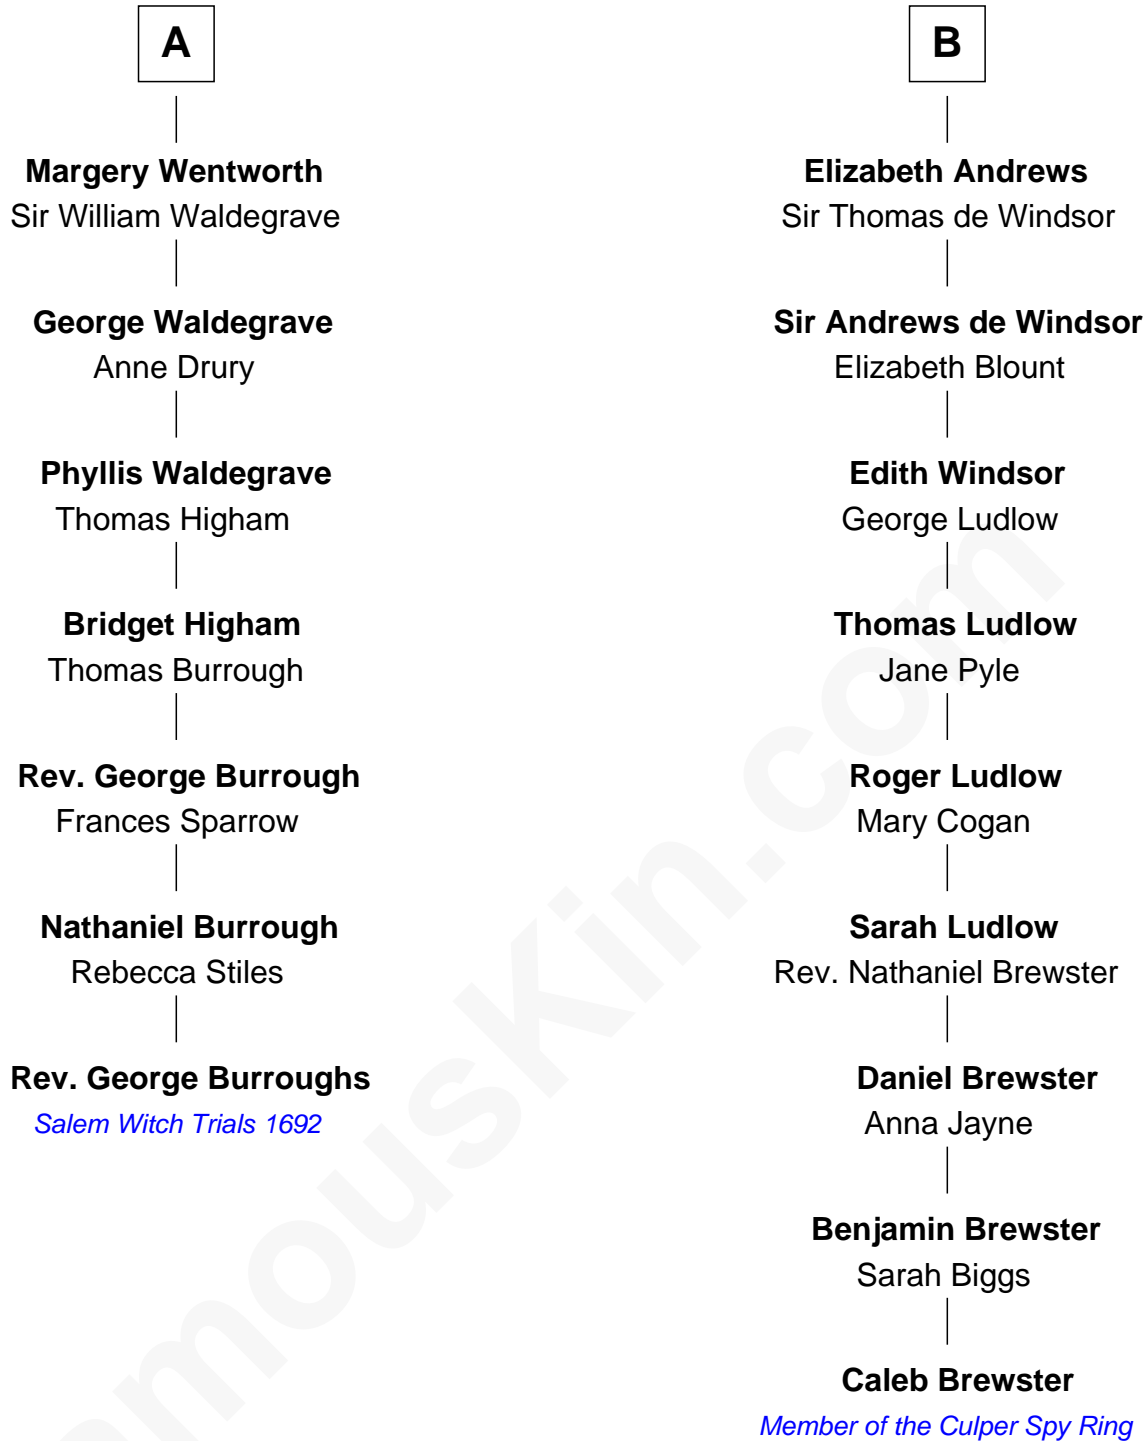 A
Margery Wentworth
Sir William Waldegrave
George Waldegrave
Anne Drury
Phyllis Waldegrave
Thomas Higham
Bridget Higham
Thomas Burrough
Rev. George Burrough
Frances Sparrow
Nathaniel Burrough
Rebecca Stiles
Rev. George Burroughs
Salem Witch Trials 1692
B
Elizabeth Andrews
Sir Thomas de Windsor
Sir Andrews de Windsor
Elizabeth Blount
Edith Windsor
George Ludlow
Thomas Ludlow
Jane Pyle
Roger Ludlow
Mary Cogan
Sarah Ludlow
Rev. Nathaniel Brewster
Daniel Brewster
Anna Jayne
Benjamin Brewster
Sarah Biggs
Caleb Brewster
Member of the Culper Spy Ring
amousKin.com